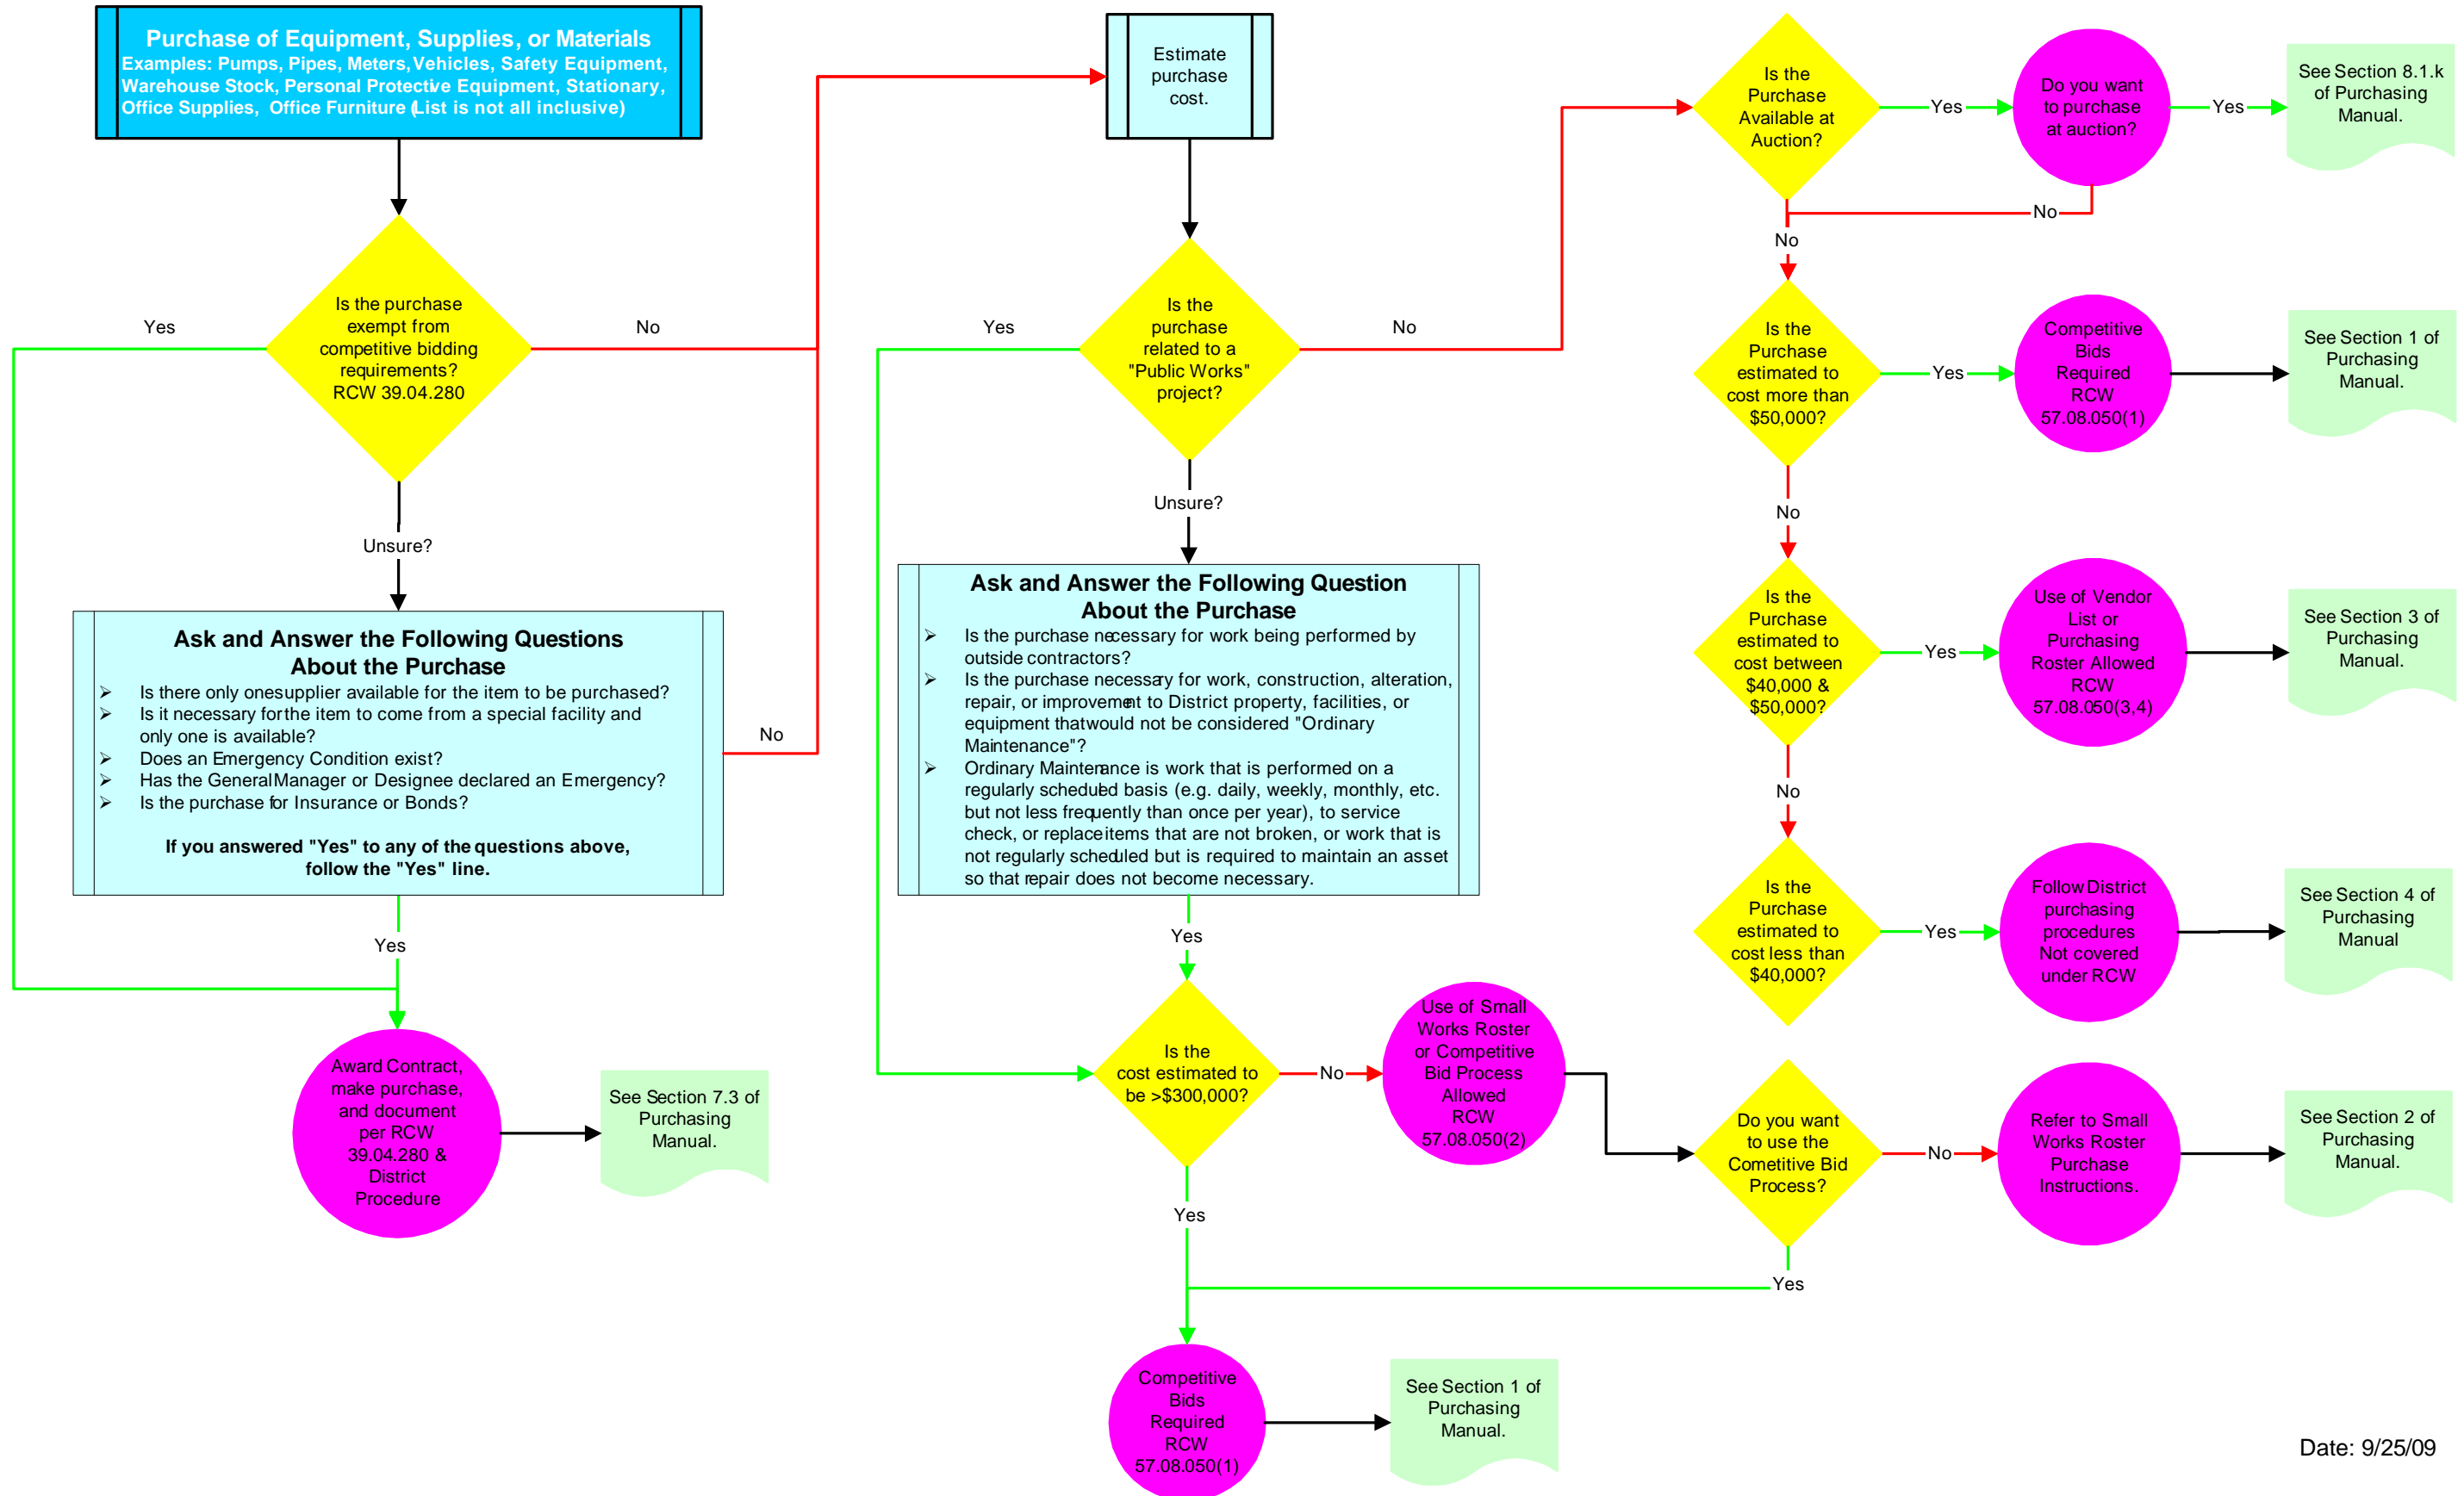 Purchase of Equipment, Supplies, or Materials
Examples: Pumps, Pipes, Meters, Vehicles, Safety Equipment,
Warehouse Stock, Personal Protective Equipment, Stationary,
Office Supplies, Office Furniture (List is not all inclusive)
Is the purchase
exempt from
competitive bidding
requirements?
RCW 39.04.280
Yes
No
Unsure?
Ask and Answer the Following Questions
About the Purchase
➢ Is there only onesupplier available for the item to be purchased?
➢ Is it necessary forthe item to come from a special facility and
only one is available?
➢ Does an Emergency Condition exist?
➢ Has the GeneralManager or Designee declared an Emergency?
➢ Is the purchase for Insurance or Bonds?
If you answered "Yes" to any of the questions above,
follow the "Yes" line.
No
Yes
Award Contract,
make purchase,
and document
per RCW
39.04.280 &
District
Procedure
See Section 7.3 of
Purchasing
Manual.
Estimate
purchase
cost.
Is the
purchase
related to a
"Public Works"
project?
Yes
No
Unsure?
Ask and Answer the Following Question
About the Purchase
➢ Is the purchase necessary for work being performed by
outside contractors?
➢ Is the purchase necessary for work, construction, alteration,
repair, or improvement to District property, facilities, or
equipment thatwould not be considered "Ordinary
Maintenance"?
➢ Ordinary Maintenance is work that is performed on a
regularly scheduled basis (e.g. daily, weekly, monthly, etc.
but not less frequently than once per year), to service
check, or replace items that are not broken, or work that is
not regularly scheduled but is required to maintain an asset
so that repair does not become necessary.
Yes
Is the
cost estimated to
be >$300,000?
No
Use of Small
Works Roster
or Competitive
Bid Process
Allowed
RCW
57.08.050(2)
Yes
Competitive
Bids
Required
RCW
57.08.050(1)
See Section 1 of
Purchasing
Manual.
Is the
Purchase
Available at
Auction?
Yes
Do you want
to purchase
at auction?
Yes
See Section 8.1.k
of Purchasing
Manual.
No
No
Is the
Purchase
estimated to
cost more than
$50,000?
Yes
Competitive
Bids
Required
RCW
57.08.050(1)
See Section 1 of
Purchasing
Manual.
No
Is the
Purchase
estimated to
cost between
$40,000 &
$50,000?
Yes
Use of Vendor
List or
Purchasing
Roster Allowed
RCW
57.08.050(3,4)
See Section 3 of
Purchasing
Manual.
No
Is the
Purchase
estimated to
cost less than
$40,000?
Yes
Follow District
purchasing
procedures
Not covered
under RCW
See Section 4 of
Purchasing
Manual
Do you want
to use the
Cometitive Bid
Process?
No
Refer to Small
Works Roster
Purchase
Instructions.
See Section 2 of
Purchasing
Manual.
Yes
Date: 9/25/09